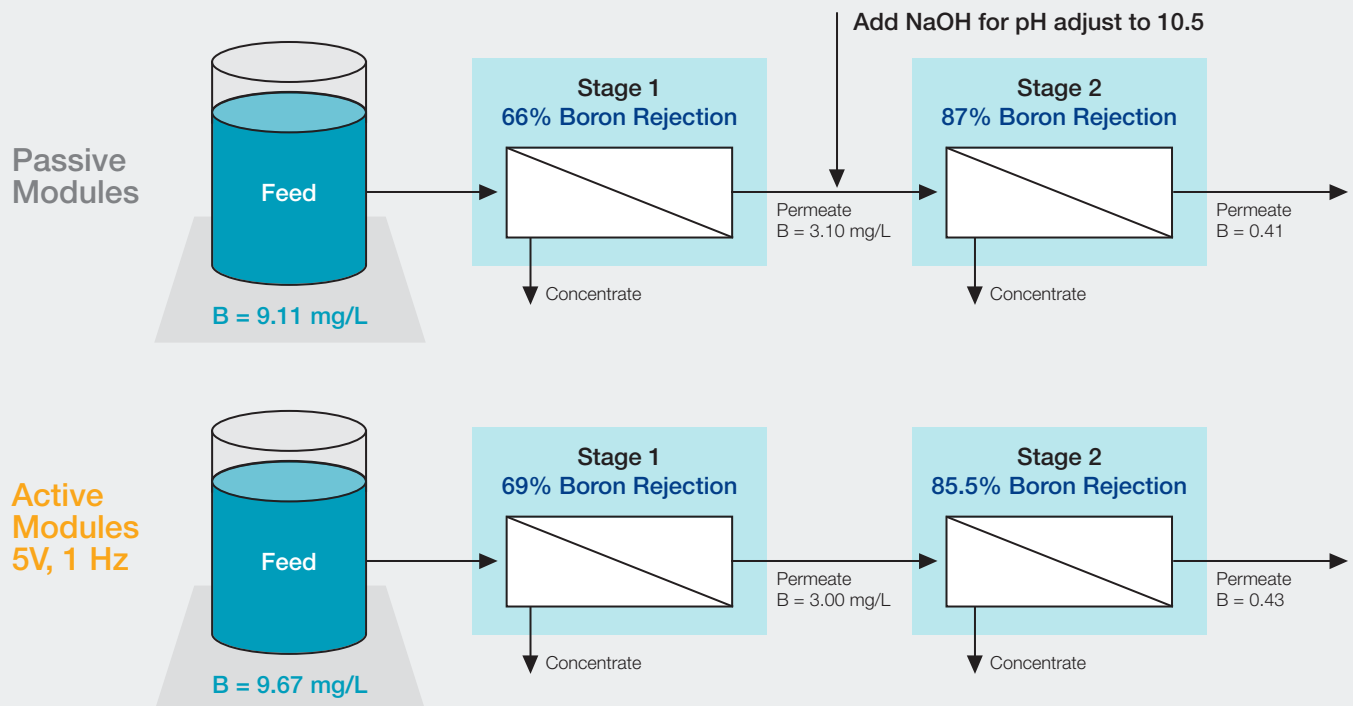 Add NaOH for pH adjust to 10.5
Passive
Modules
Feed
B = 9.11 mg/L
Stage 1
66% Boron Rejection
Concentrate
Permeate
B = 3.10 mg/L
Stage 2
87% Boron Rejection
Concentrate
Permeate
B = 0.41
Active
Modules
5V, 1 Hz
Feed
B = 9.67 mg/L
Stage 1
69% Boron Rejection
Concentrate
Permeate
B = 3.00 mg/L
Stage 2
85.5% Boron Rejection
Concentrate
Permeate
B = 0.43